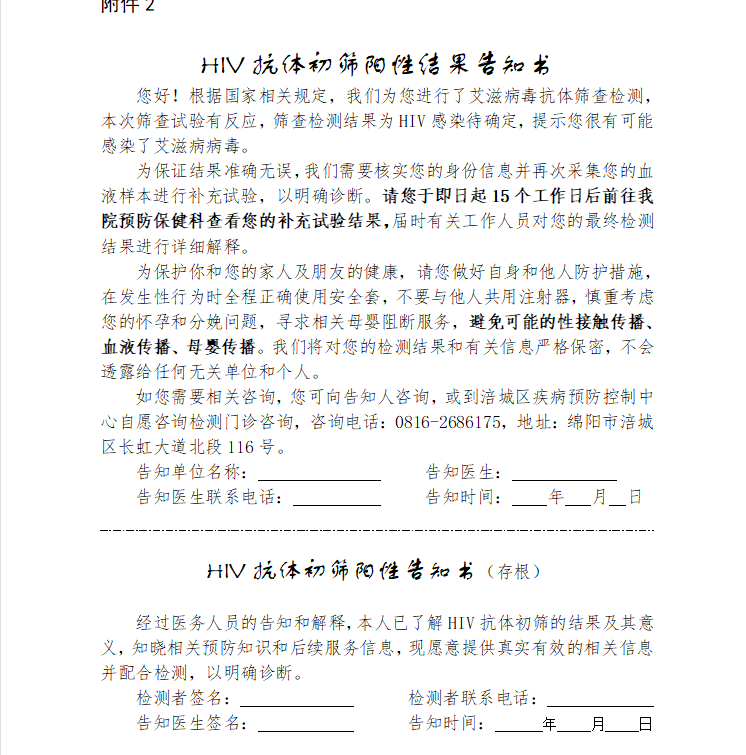 附件2
HIV抗体初筛阳性结果告知书
您好！根据国家相关规定，我们为您进行了艾滋病毒抗体筛查检测，
本次筛查试验有反应，筛查检测结果为HIV感染待确定，提示您很有可能
感染了艾滋病病毒。
为保证结果准确无误，我们需要核实您的身份信息并再次采集您的血
液样本进行补充试验，以明确诊断。请您于即日起15个工作日后前往我
院预防保健科查看您的补充试验结果，届时有关工作人员对您的最终检测
结果进行详细解释。
为保护你和您的家人及朋友的健康，请您做好自身和他人防护措施，
在发生性行为时全程正确使用安全套，不要与他人共用注射器，慎重考虑
您的怀孕和分娩问题，寻求相关母婴阻断服务，避免可能的性接触传播、
血液传播、母婴传播。我们将对您的检测结果和有关信息严格保密，不会
透露给任何无关单位和个人。
如您需要相关咨询，您可向告知人咨询，或到涪城区疾病预防控制中
心自愿咨询检测门诊咨询，咨询电话：0816-2686175，地址：绵阳市涪城
区长虹大道北段116号。
告知单位名称：____________ 告知医生：____________
告知医生联系电话：__________ 告知时间：____年___月__日
HIV抗体初筛阳性告知书（存根）
经过医务人员的告知和解释，本人已了解HIV抗体初筛的结果及其意
义，知晓相关预防知识和后续服务信息，现愿意提供真实有效的相关信息
并配合检测，以明确诊断。
检测者签名：____________ 检测者联系电话：____________
告知医生签名：__________ 告知时间：_____年____月____日